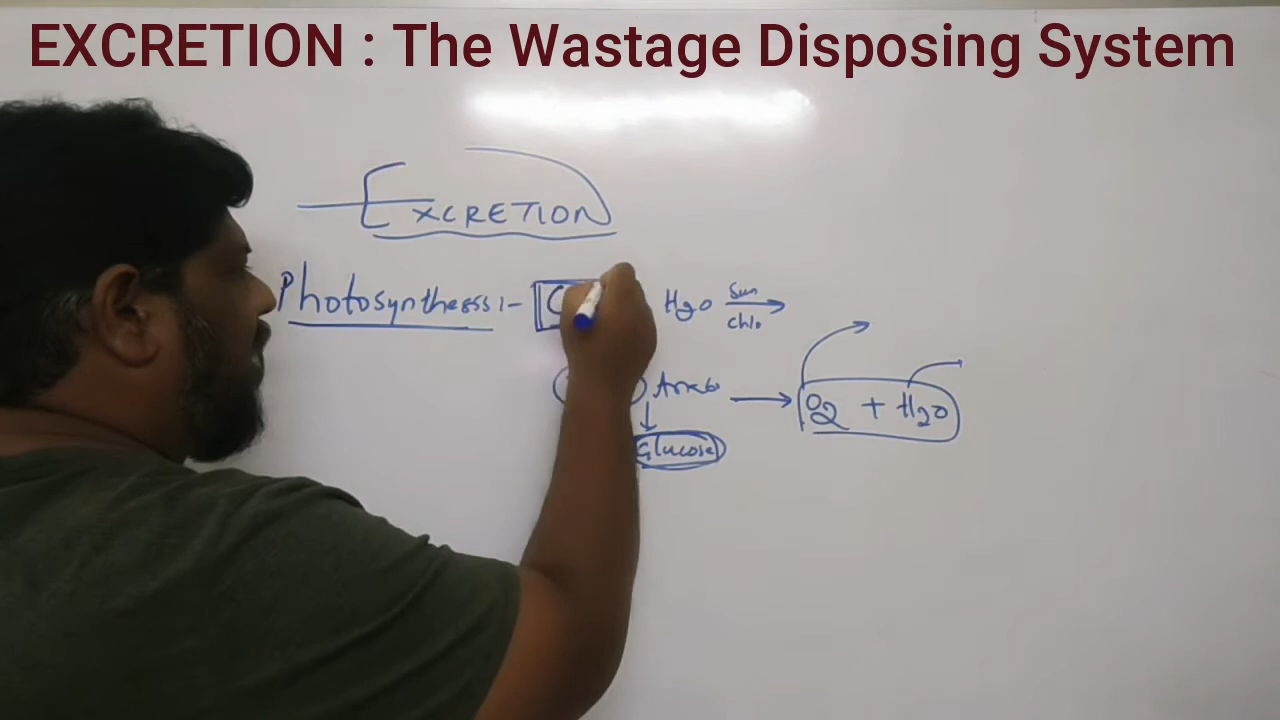 EXCRETION : The Wastage Disposing System
EXCRETION
Photosynthesis :- C H2O Sun
chlo
O2 + H2O
Glucose